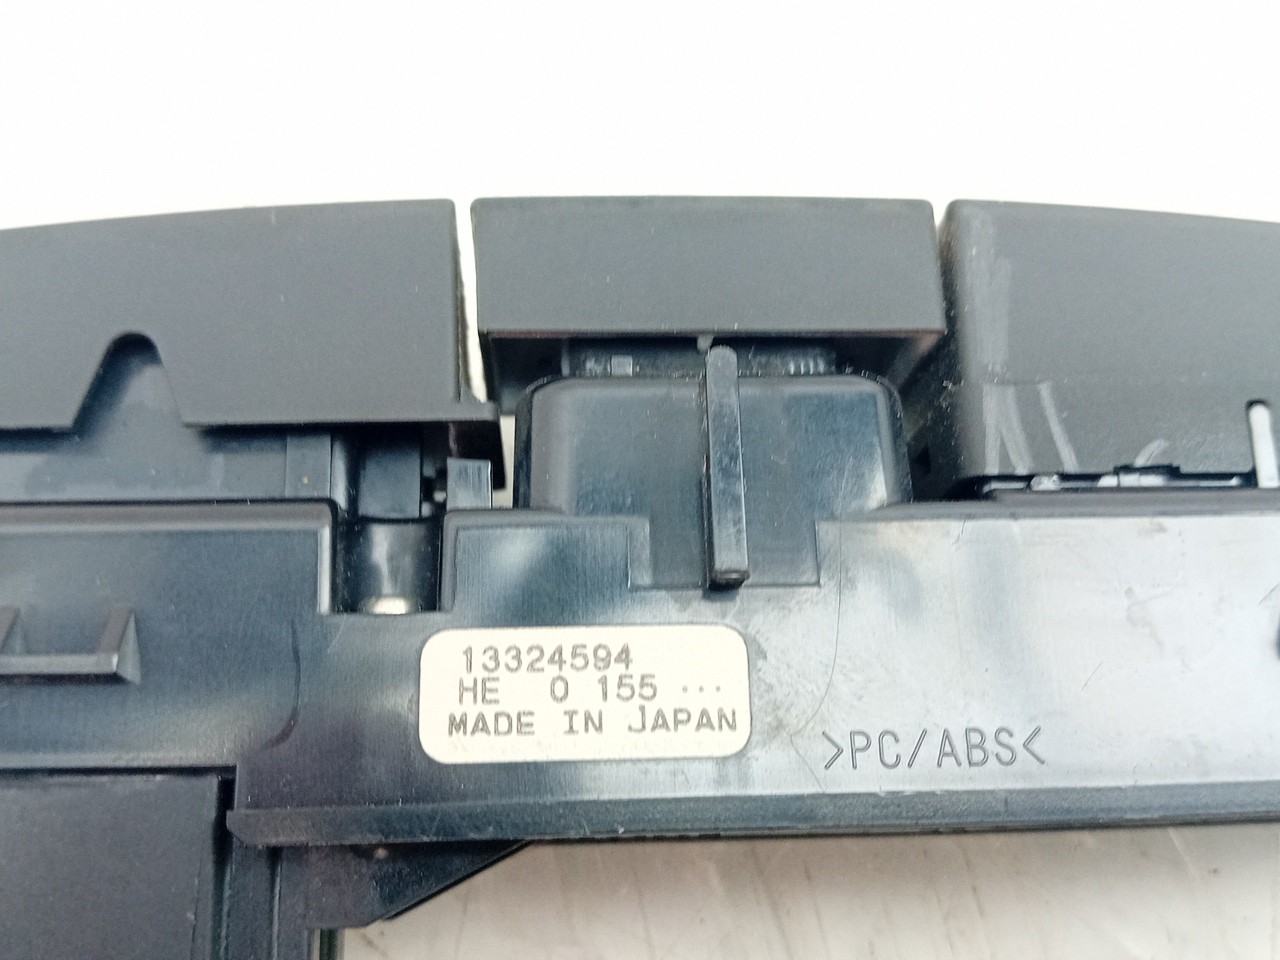 13324594
HE 0 155 ...
MADE IN JAPAN
>PC/ABS<